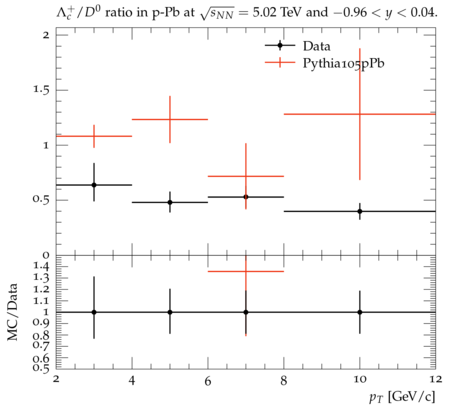 Λc+/D0 ratio in p-Pb at √sNN = 5.02 TeV and −0.96 < y < 0.04.
Data
Pythia105pPb
2
1.5
1
0.5
0
MC/Data
1.4
1.3
1.2
1.1
1
0.9
0.8
0.7
0.6
0.5
2 4 6 8 10 12
pT [GeV/c]